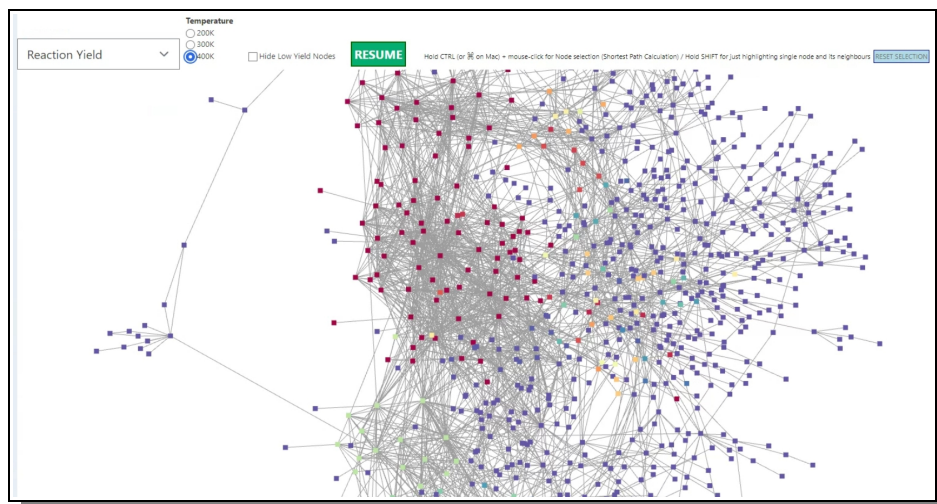 Temperature
200K
300K
400K
Reaction Yield
Hide Low Yield Nodes
RESUME
Hold CTRL (or ⌘ on Mac) + mouse-click for Node selection (Shortest Path Calculation) / Hold SHIFT for just highlighting single node and its neighbours
RESET SELECTION